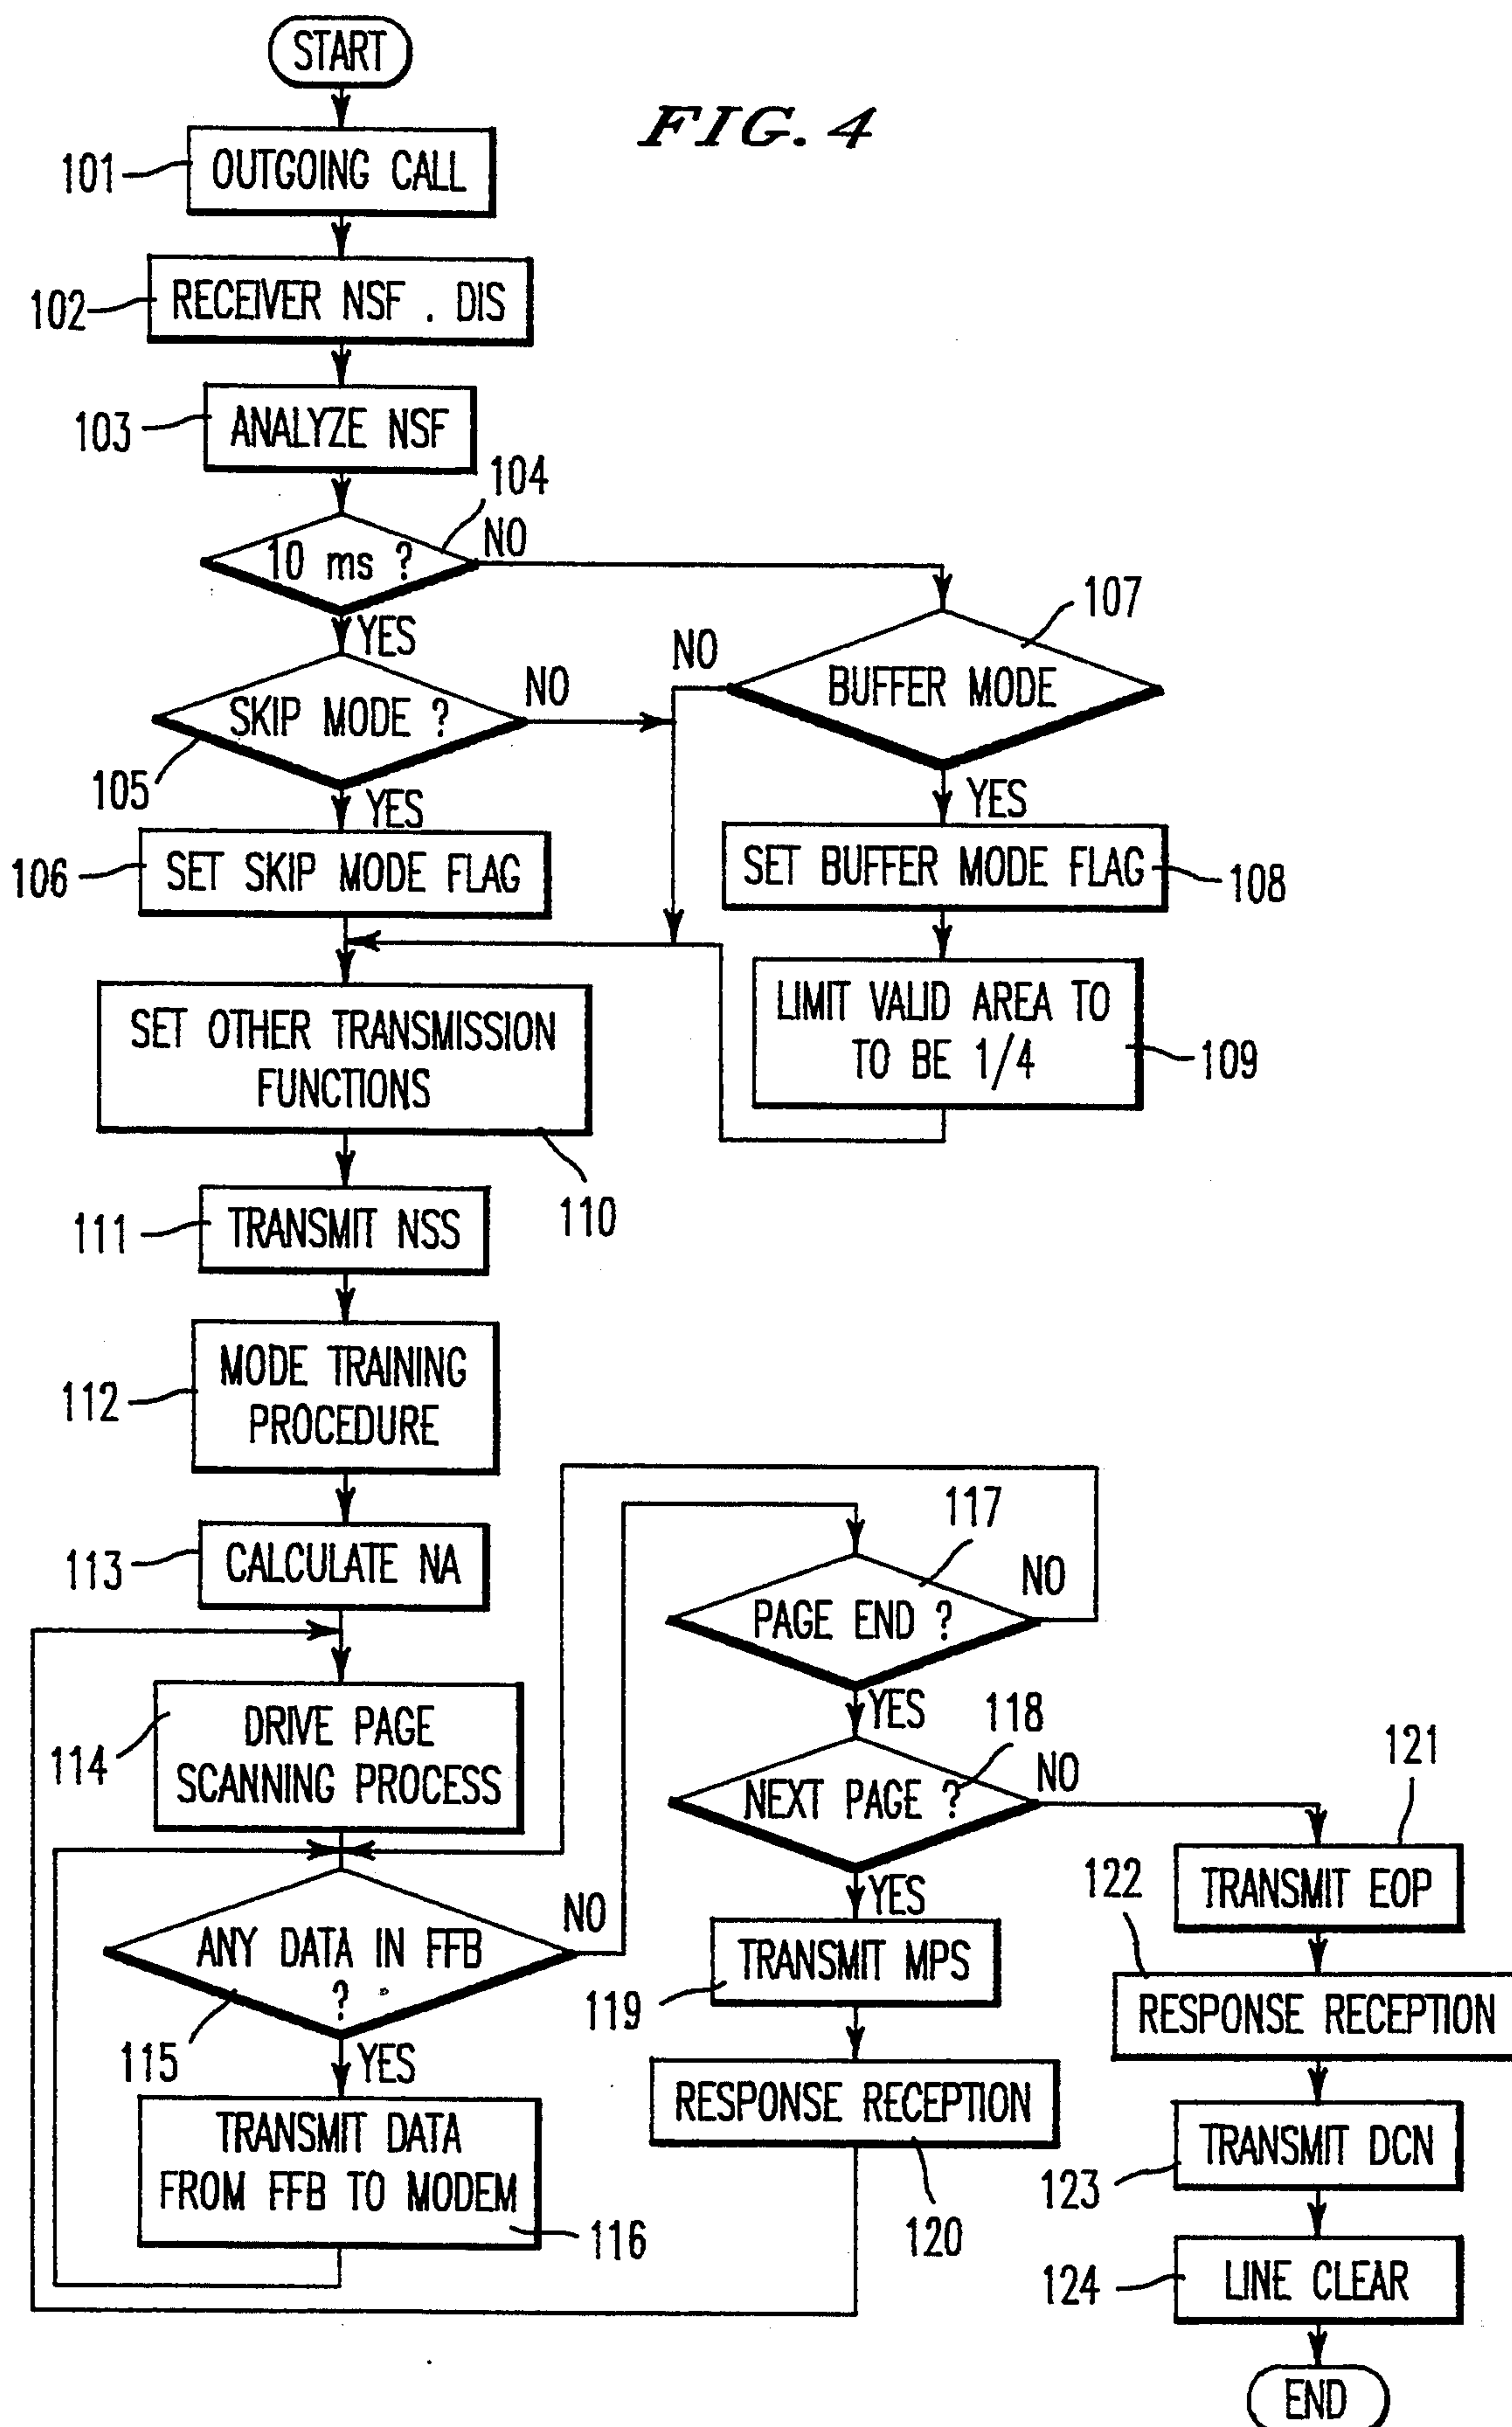 START
FIG. 4
101
OUTGOING CALL
102
RECEIVER NSF . DIS
103
ANALYZE NSF
104
10 ms ?
NO
YES
107
NO
BUFFER MODE
SKIP MODE ?
NO
105
YES
YES
106
SET SKIP MODE FLAG
SET BUFFER MODE FLAG
108
LIMIT VALID AREA TO
TO BE 1/4
109
SET OTHER TRANSMISSION
FUNCTIONS
110
111
TRANSMIT NSS
112
MODE TRAINING
PROCEDURE
113
CALCULATE NA
117
PAGE END ?
NO
YES
114
DRIVE PAGE
SCANNING PROCESS
118
NEXT PAGE ?
NO
YES
121
TRANSMIT EOP
122
RESPONSE RECEPTION
ANY DATA IN FFB
?
NO
115
YES
119
TRANSMIT MPS
RESPONSE RECEPTION
120
TRANSMIT DATA
FROM FFB TO MODEM
116
123
TRANSMIT DCN
124
LINE CLEAR
END